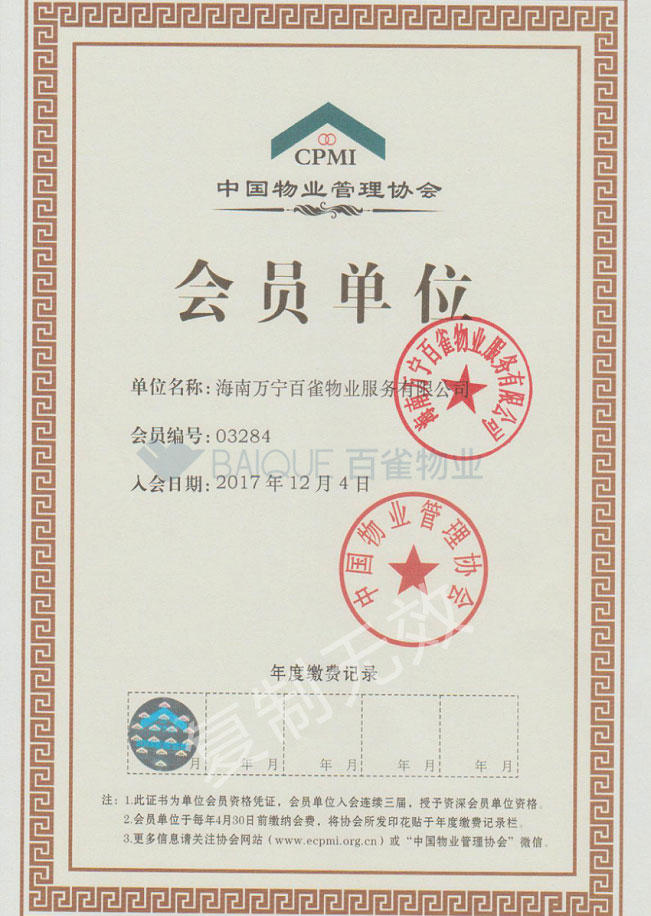 CPMI
中国物业管理协会
会员单位
单位名称：海南万宁百雀物业服务有限公司
海南万宁百雀物业服务有限公司
会员编号：03284
BAIQUE 百雀物业
入会日期：2017 年 12 月 4 日
中国物业管理协会
复制无效
年度缴费记录
月 年 月 年 月 年 月 年 月
注：1.此证书为单位会员资格凭证，会员单位入会连续三届，授予资深会员单位资格。
2.会员单位于每年4月30日前缴纳会费，将协会所发印花贴于年度缴费记录栏。
3.更多信息请关注协会网站（www.ecpmi.org.cn）或“中国物业管理协会”微信。